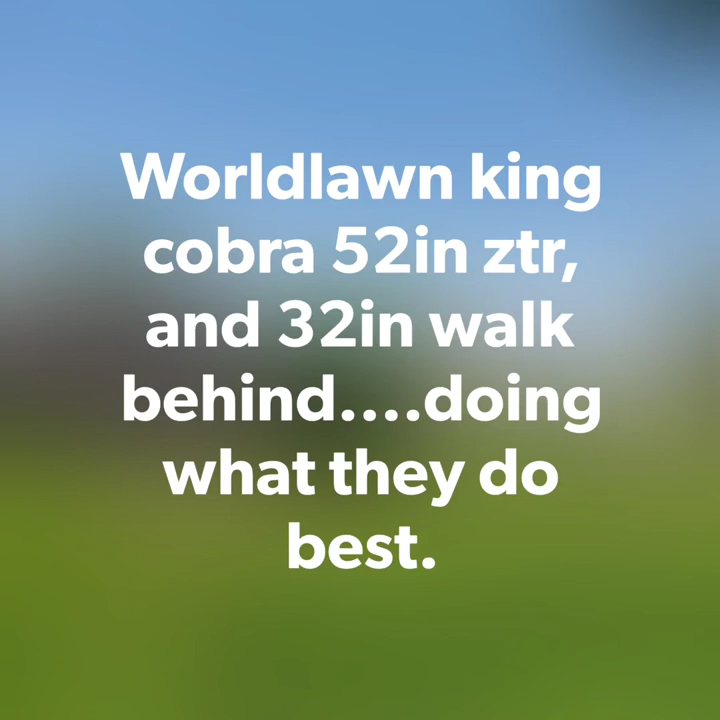 Worldlawn king
cobra 52in ztr,
and 32in walk
behind....doing
what they do
best.